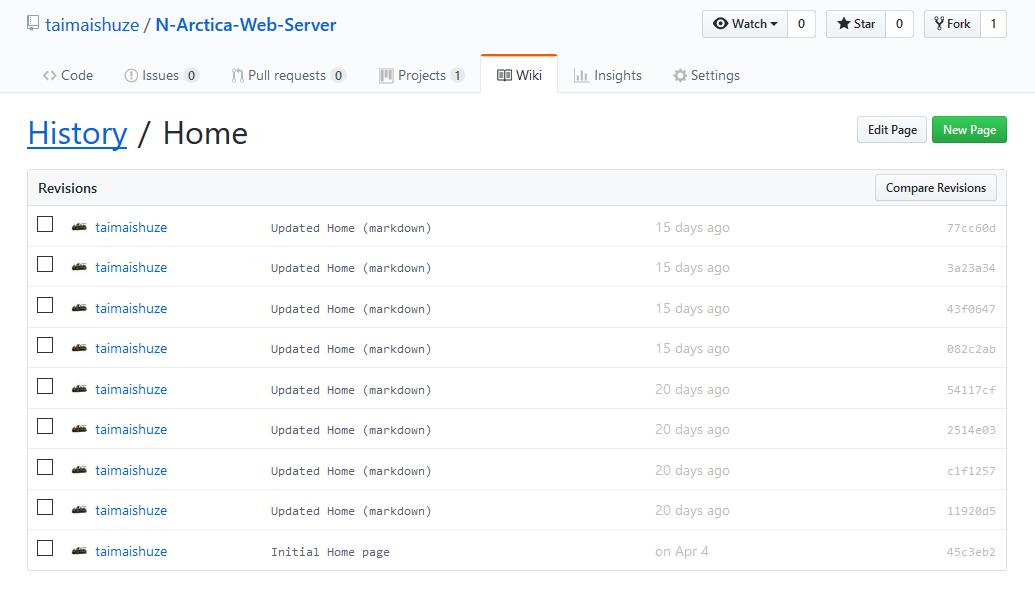 taimaishuze / N-Arctica-Web-Server Watch 0 Star 0 Fork 1
Code Issues 0 Pull requests 0 Projects 1 Wiki Insights Settings
History / Home Edit Page New Page
Revisions Compare Revisions
taimaishuze Updated Home (markdown) 15 days ago 77cc60d
taimaishuze Updated Home (markdown) 15 days ago 3a23a34
taimaishuze Updated Home (markdown) 15 days ago 43f0647
taimaishuze Updated Home (markdown) 15 days ago 082c2ab
taimaishuze Updated Home (markdown) 20 days ago 54117cf
taimaishuze Updated Home (markdown) 20 days ago 2514e03
taimaishuze Updated Home (markdown) 20 days ago c1f1257
taimaishuze Updated Home (markdown) 20 days ago 11920d5
taimaishuze Initial Home page on Apr 4 45c3eb2